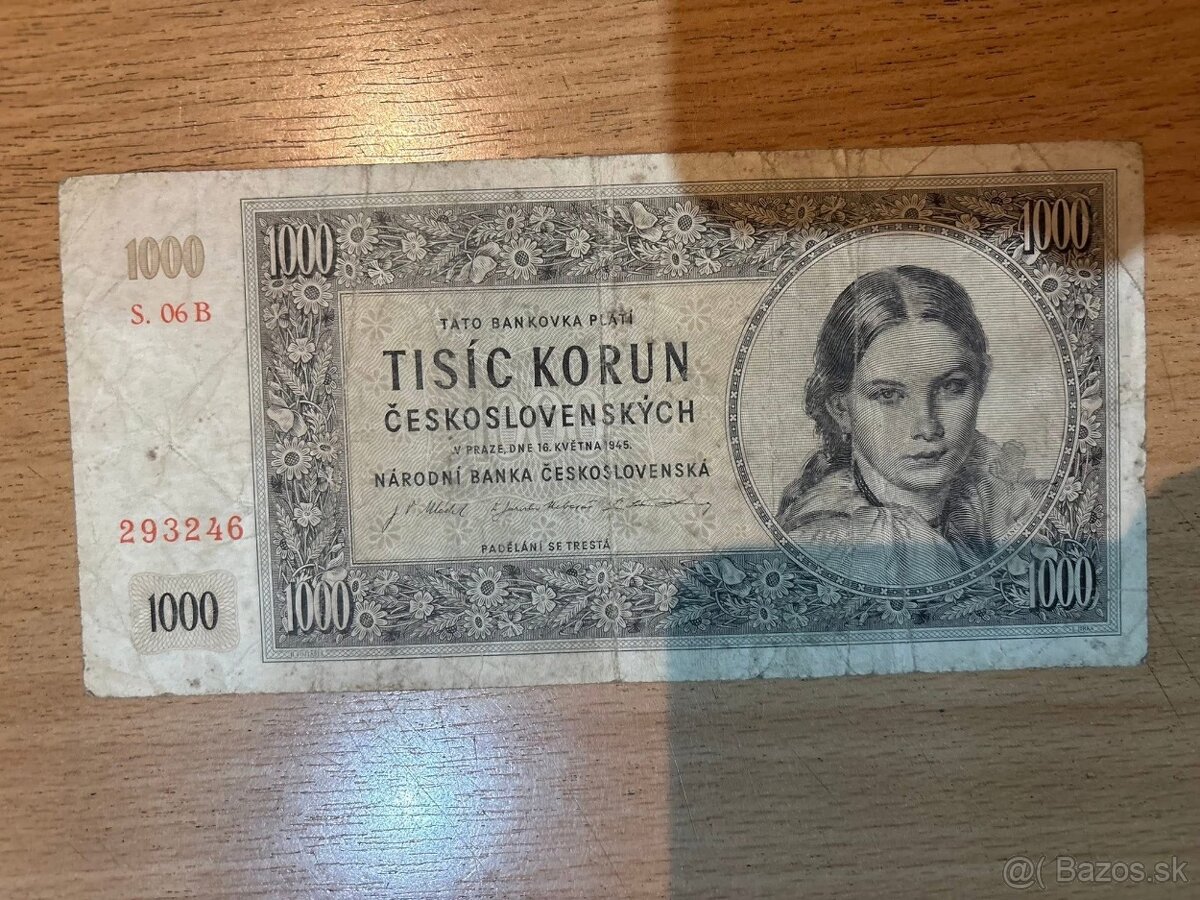 1000
S. 06 B
293246
1000
1000
1000
TATO BANKOVKA PLATÍ
TISÍC KORUN
ČESKOSLOVENSKÝCH
V PRAZE, DNE 16. KVĚTNA 1945.
NÁRODNÍ BANKA ČESKOSLOVENSKÁ
PADĚLÁNÍ SE TRESTÁ
1000
1000
@( Bazos.sk